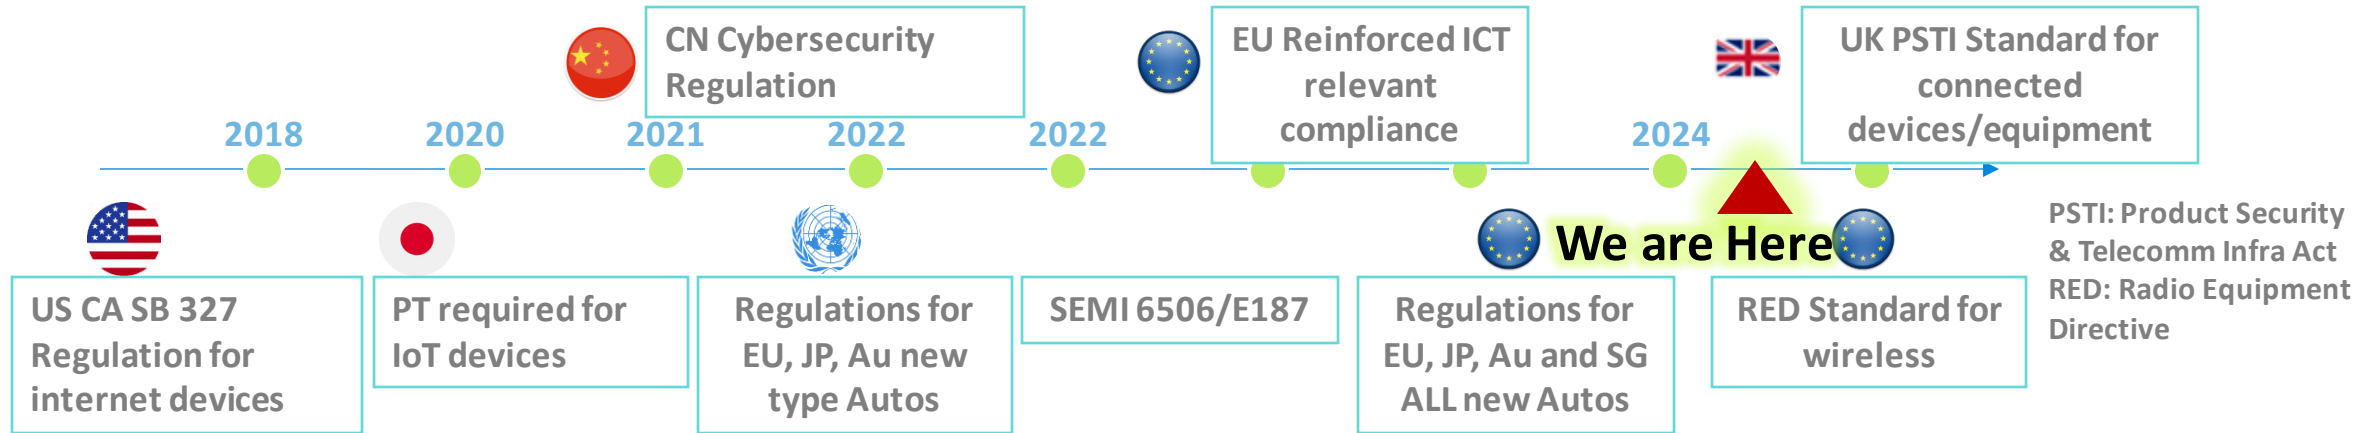 CN Cybersecurity
Regulation
EU Reinforced ICT
relevant
compliance
UK PSTI Standard for
connected
devices/equipment
2018
2020
2021
2022
2022
2024
We are Here
US CA SB 327
Regulation for
internet devices
PT required for
IoT devices
Regulations for
EU, JP, Au new
type Autos
SEMI 6506/E187
Regulations for
EU, JP, Au and SG
ALL new Autos
RED Standard for
wireless
PSTI: Product Security
& Telecomm Infra Act
RED: Radio Equipment
Directive